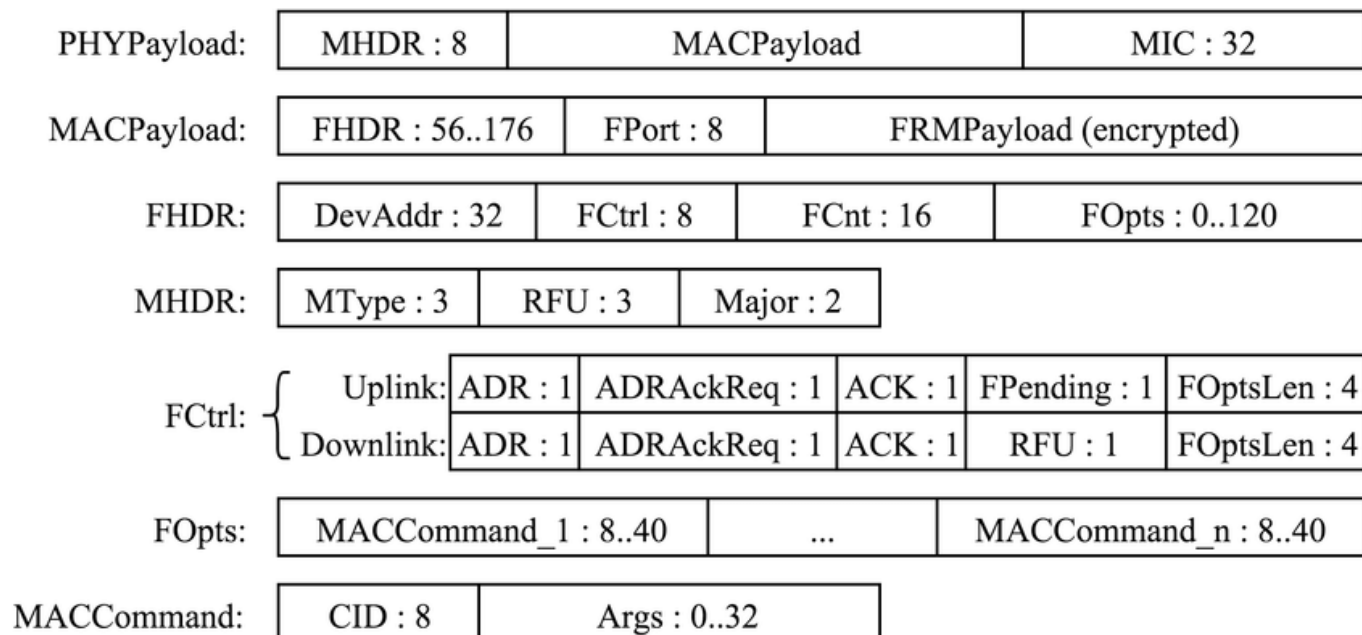 PHYPayload: MHDR : 8 MACPayload MIC : 32
MACPayload: FHDR : 56..176 FPort : 8 FRMPayload (encrypted)
FHDR: DevAddr : 32 FCtrl : 8 FCnt : 16 FOpts : 0..120
MHDR: MType : 3 RFU : 3 Major : 2
FCtrl:
Uplink: ADR : 1 ADRAckReq : 1 ACK : 1 FPending : 1 FOptsLen : 4
Downlink: ADR : 1 ADRAckReq : 1 ACK : 1 RFU : 1 FOptsLen : 4
FOpts: MACCommand_1 : 8..40 ... MACCommand_n : 8..40
MACCommand: CID : 8 Args : 0..32